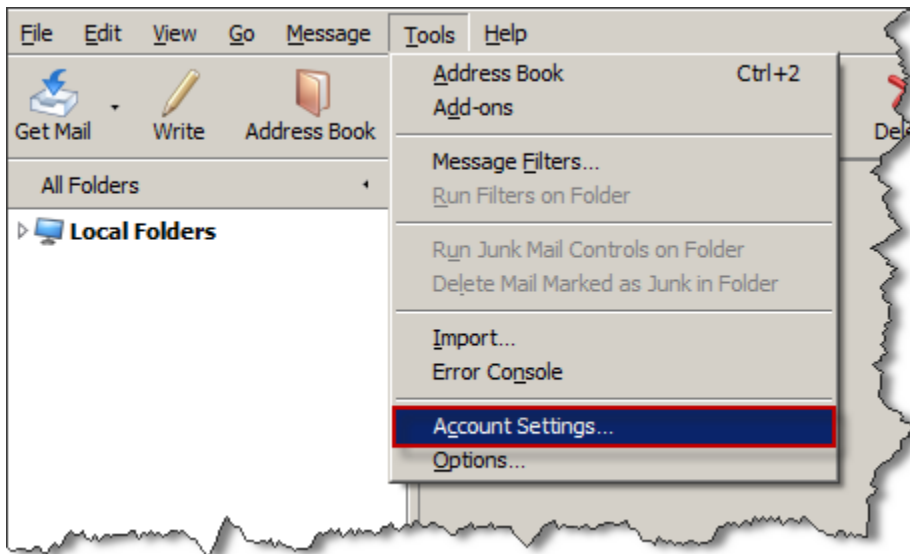 File Edit View Go Message Tools Help
Get Mail Write Address Book
All Folders
Local Folders
Address Book Ctrl+2
Add-ons
Message Filters...
Run Filters on Folder
Run Junk Mail Controls on Folder
Delete Mail Marked as Junk in Folder
Import...
Error Console
Account Settings...
Options...